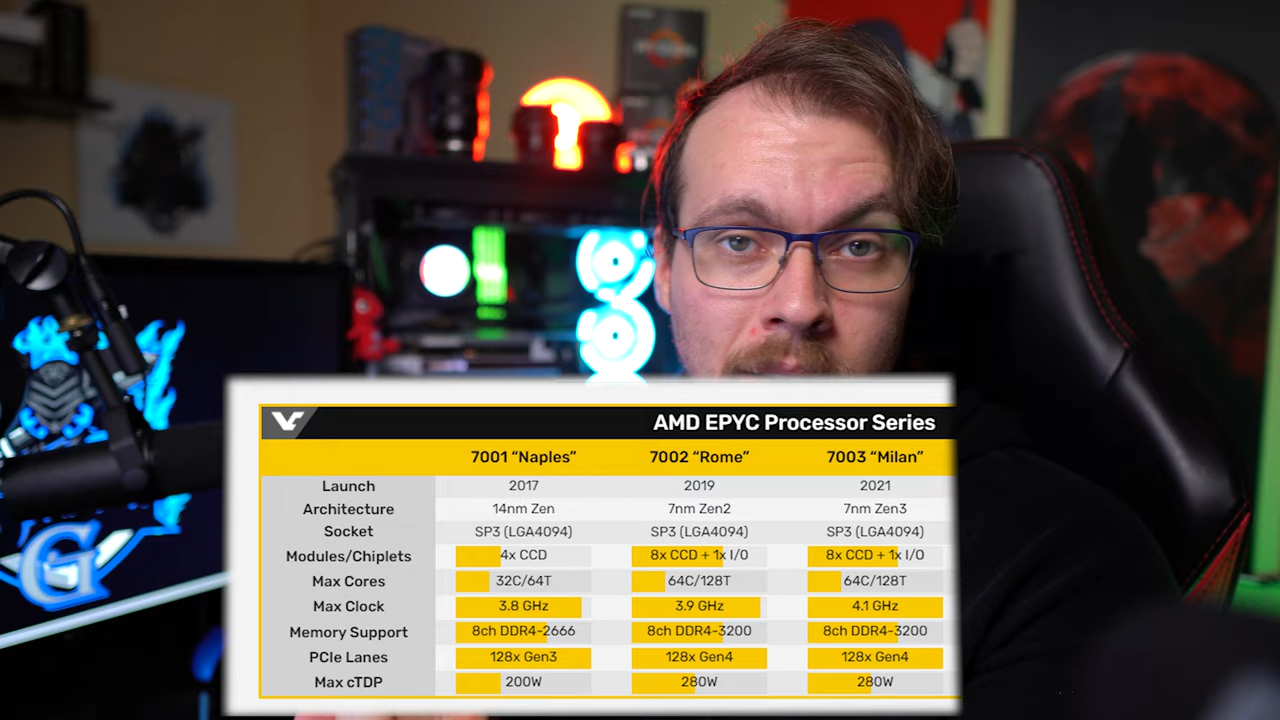 AMD EPYC Processor Series
7001 “Naples” 7002 “Rome” 7003 “Milan”
Launch 2017 2019 2021
Architecture 14nm Zen 7nm Zen2 7nm Zen3
Socket SP3 (LGA4094) SP3 (LGA4094) SP3 (LGA4094)
Modules/Chiplets 4x CCD 8x CCD + 1x I/O 8x CCD + 1x I/O
Max Cores 32C/64T 64C/128T 64C/128T
Max Clock 3.8 GHz 3.9 GHz 4.1 GHz
Memory Support 8ch DDR4-2666 8ch DDR4-3200 8ch DDR4-3200
PCIe Lanes 128x Gen3 128x Gen4 128x Gen4
Max cTDP 200W 280W 280W
G